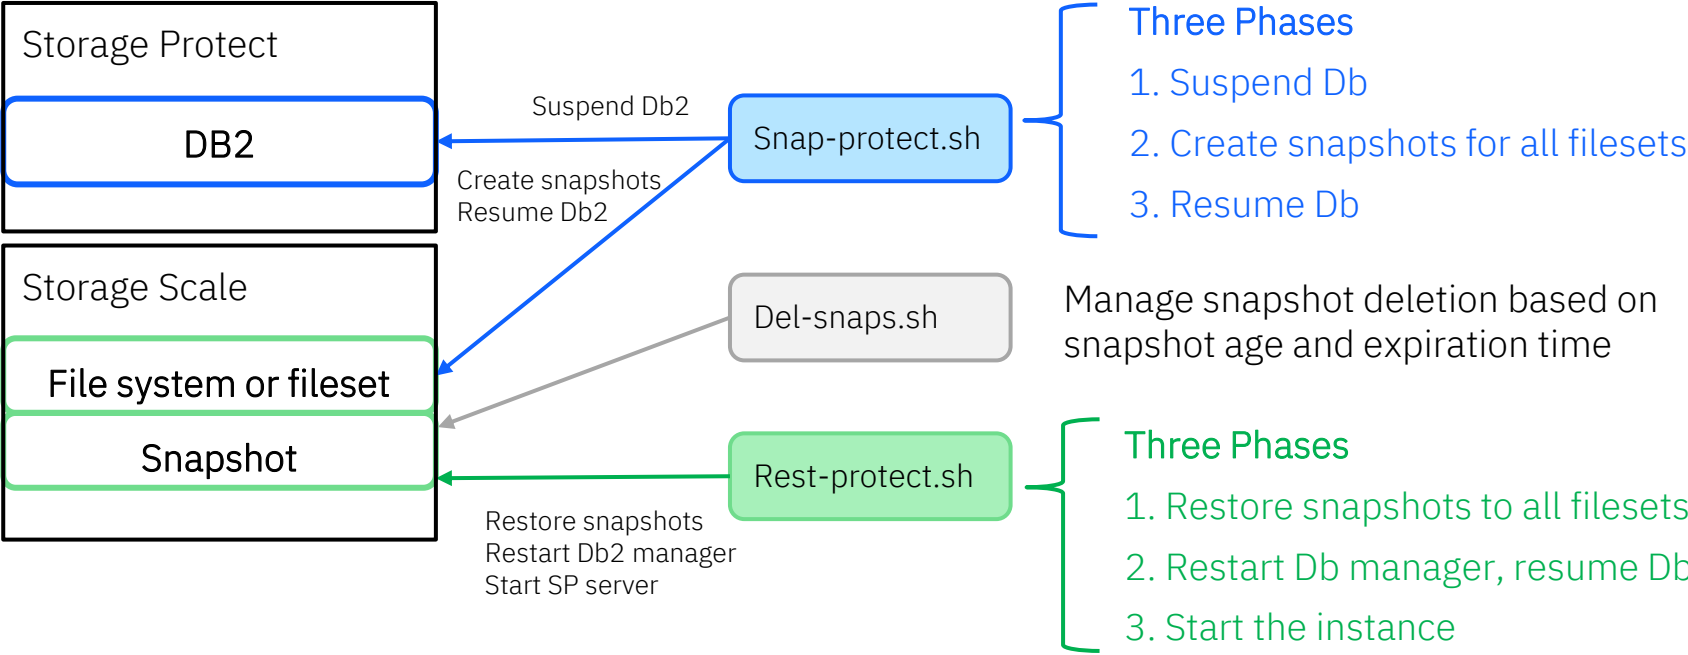 Storage Protect
DB2
Suspend Db2
Create snapshots
Resume Db2
Snap-protect.sh
Three Phases
1. Suspend Db
2. Create snapshots for all filesets
3. Resume Db
Storage Scale
File system or fileset
Snapshot
Del-snaps.sh
Manage snapshot deletion based on
snapshot age and expiration time
Rest-protect.sh
Restore snapshots
Restart Db2 manager
Start SP server
Three Phases
1. Restore snapshots to all filesets
2. Restart Db manager, resume Db
3. Start the instance